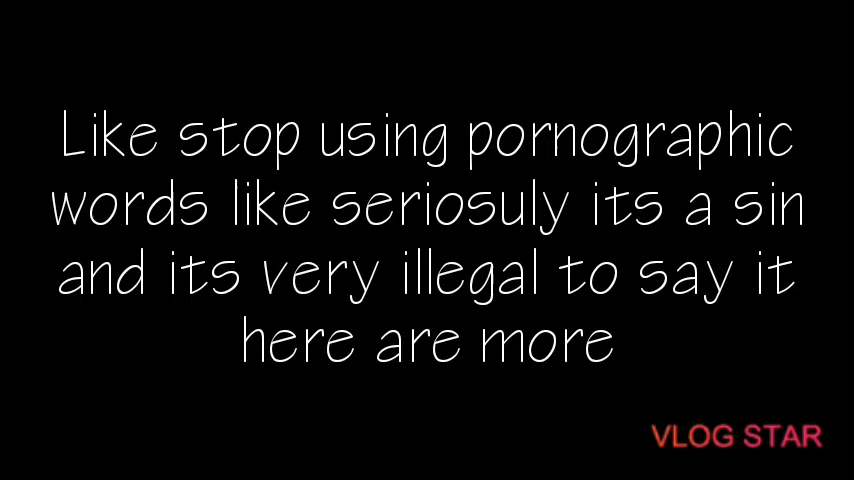 Like stop using pornographic
words like seriosuly its a sin
and its very illegal to say it
here are more
VLOG STAR